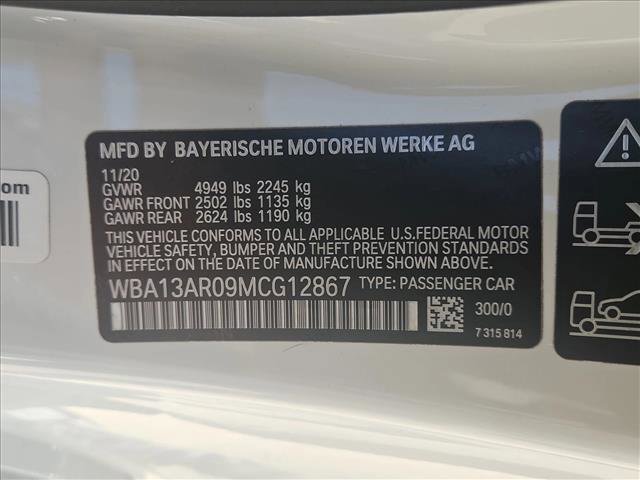 MFD BY BAYERISCHE MOTOREN WERKE AG
11/20
GVWR 4949 lbs 2245 kg
GAWR FRONT 2502 lbs 1135 kg
GAWR REAR 2624 lbs 1190 kg
THIS VEHICLE CONFORMS TO ALL APPLICABLE U.S.FEDERAL MOTOR
VEHICLE SAFETY, BUMPER AND THEFT PREVENTION STANDARDS
IN EFFECT ON THE DATE OF MANUFACTURE SHOWN ABOVE.
WBA13AR09MCG12867 TYPE: PASSENGER CAR
300/0
7 315 814
.com